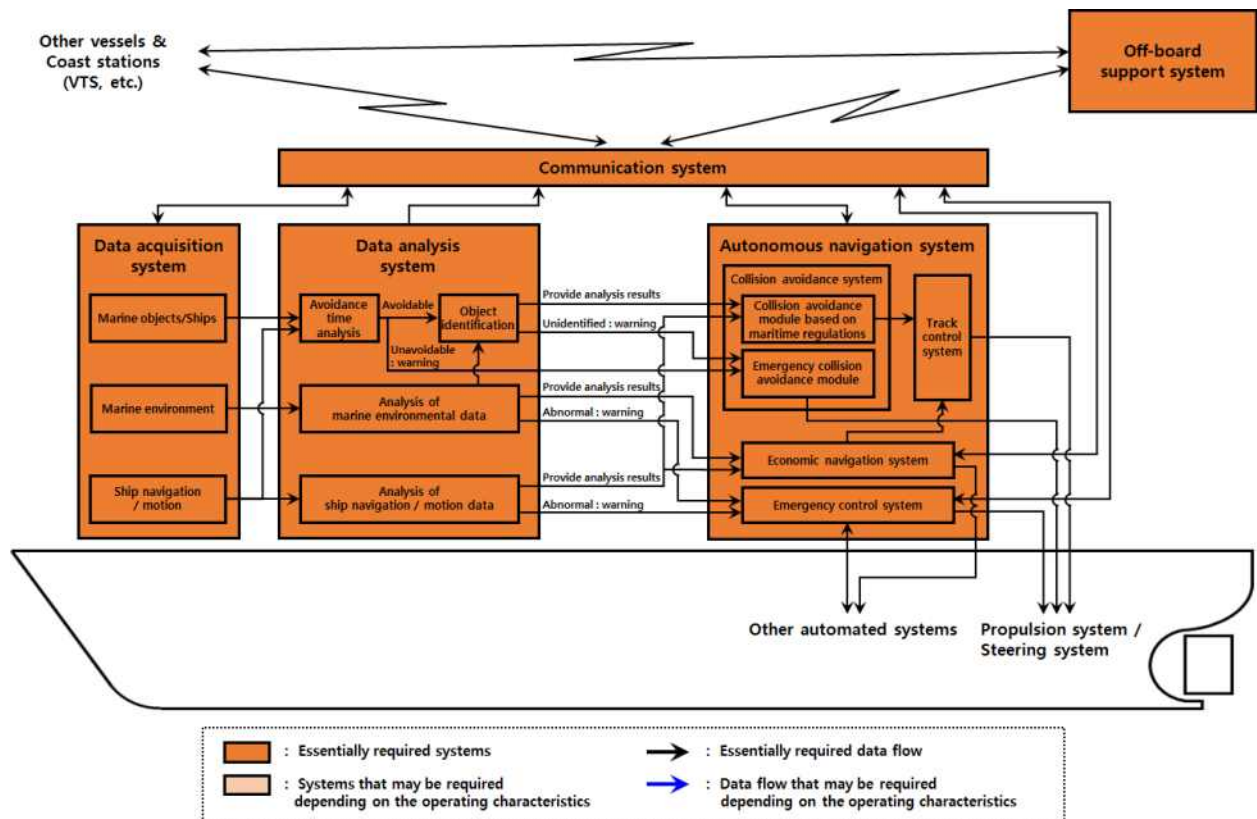 Other vessels &
Coast stations
(VTS, etc.)
Off-board
support system
Communication system
Data acquisition
system
Marine objects/Ships
Marine environment
Ship navigation
/ motion
Data analysis
system
Avoidance
time
analysis
Avoidable
Object
identification
Unavoidable
: warning
Analysis of
marine environmental data
Analysis of
ship navigation / motion data
Provide analysis results
Unidentified : warning
Provide analysis results
Abnormal : warning
Provide analysis results
Abnormal : warning
Autonomous navigation system
Collision avoidance system
Collision avoidance
module based on
maritime regulations
Emergency collision
avoidance module
Track
control
system
Economic navigation system
Emergency control system
Other automated systems
Propulsion system /
Steering system
: Essentially required systems
: Systems that may be required
depending on the operating characteristics
: Essentially required data flow
: Data flow that may be required
depending on the operating characteristics